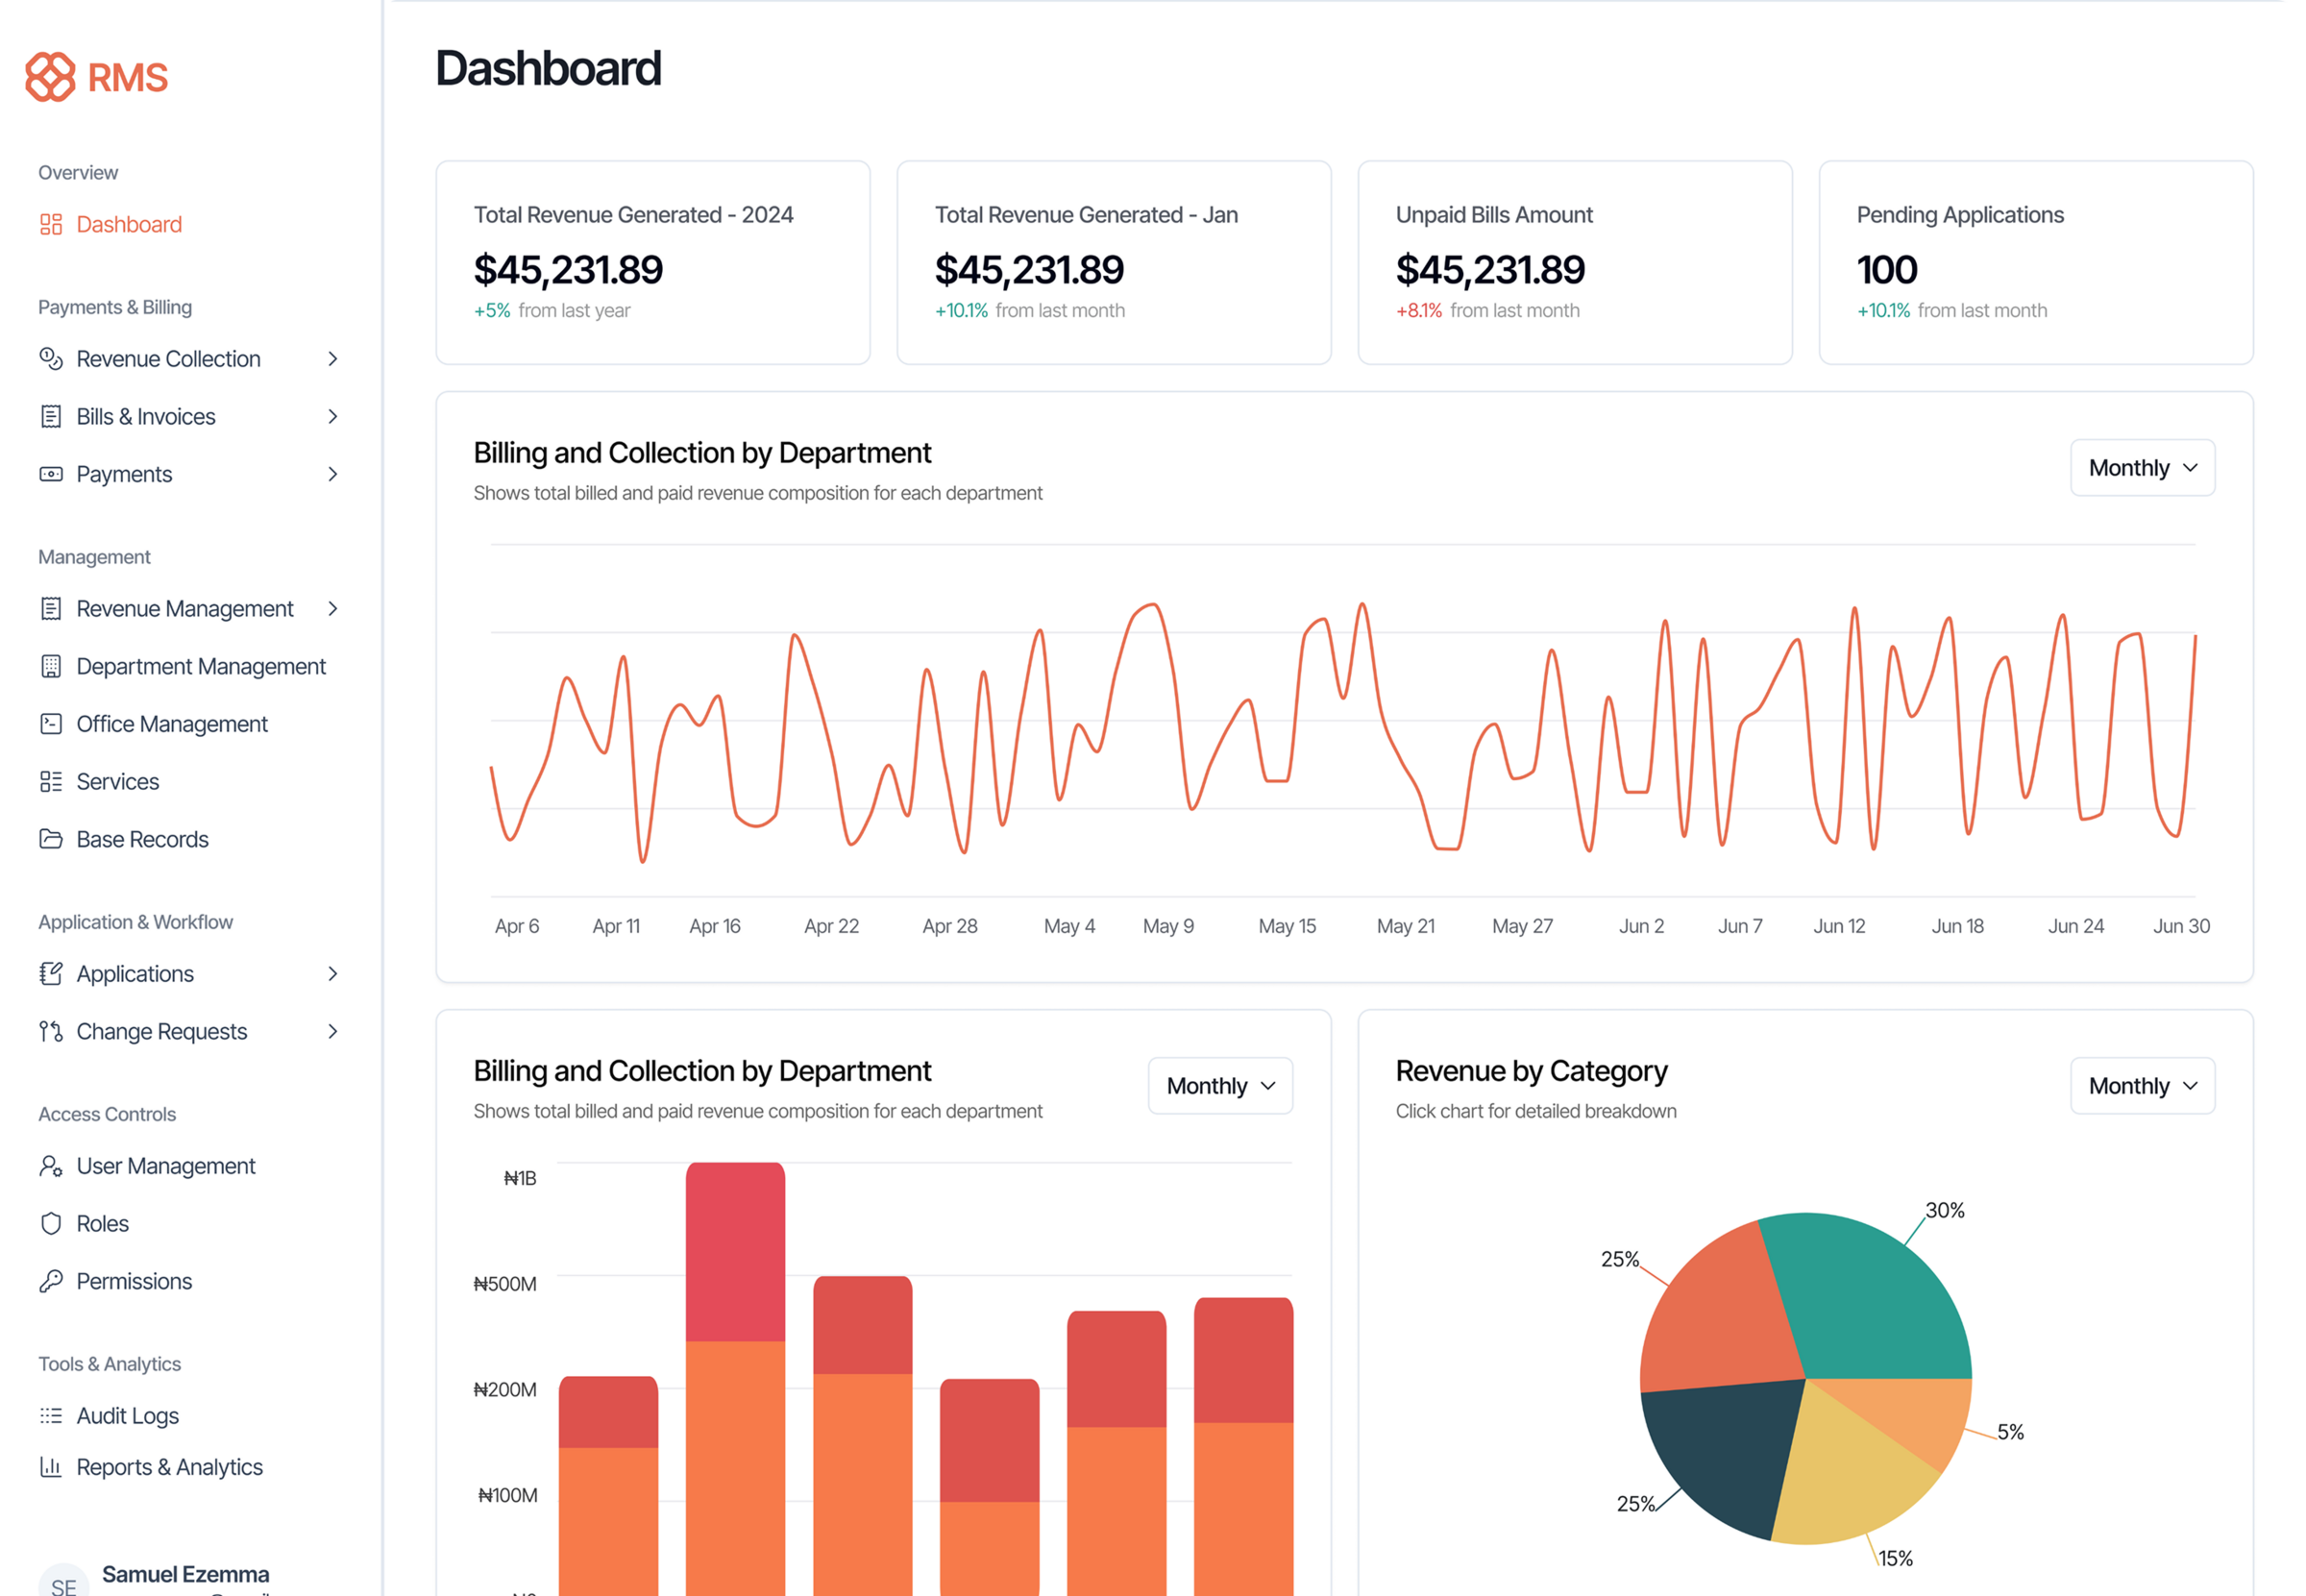 RMS
Overview
Dashboard
Payments & Billing
Revenue Collection
Bills & Invoices
Payments
Management
Revenue Management
Department Management
Office Management
Services
Base Records
Application & Workflow
Applications
Change Requests
Access Controls
User Management
Roles
Permissions
Tools & Analytics
Audit Logs
Reports & Analytics
SE
Samuel Ezemma
Dashboard
Total Revenue Generated - 2024
$45,231.89
+5% from last year
Total Revenue Generated - Jan
$45,231.89
+10.1% from last month
Unpaid Bills Amount
$45,231.89
+8.1% from last month
Pending Applications
100
+10.1% from last month
Billing and Collection by Department
Shows total billed and paid revenue composition for each department
Monthly
Apr 6 Apr 11 Apr 16 Apr 22 Apr 28 May 4 May 9 May 15 May 21 May 27 Jun 2 Jun 7 Jun 12 Jun 18 Jun 24 Jun 30
Billing and Collection by Department
Shows total billed and paid revenue composition for each department
Monthly
₦1B
₦500M
₦200M
₦100M
Revenue by Category
Click chart for detailed breakdown
Monthly
30%
25%
5%
25%
15%